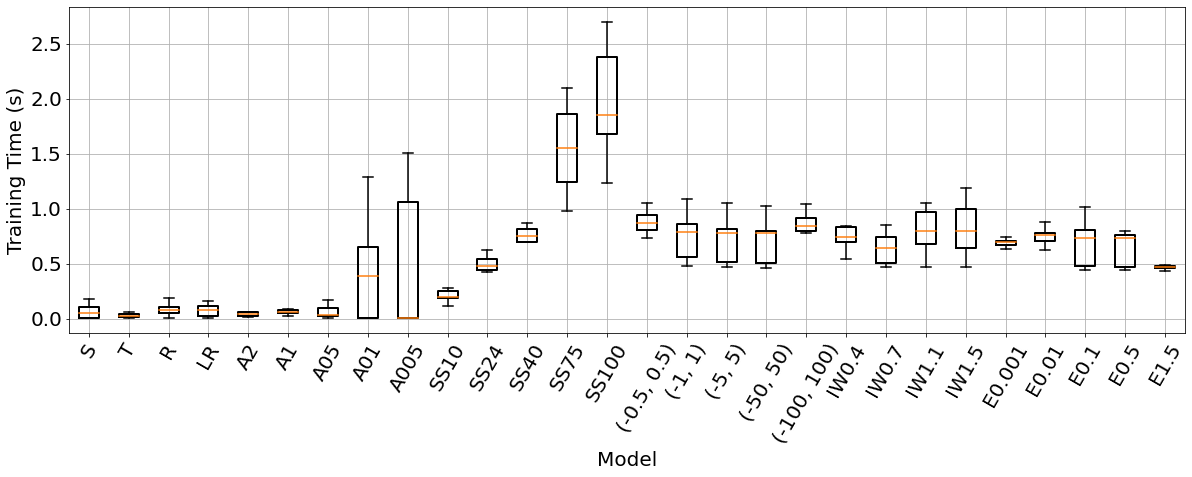 Training Time (s)
2.5
2.0
1.5
1.0
0.5
0.0
S
T
R
LR
A2
A1
A05
A01
A005
SS10
SS24
SS40
SS75
SS100
(-0.5, 0.5)
(-1, 1)
(-5, 5)
(-50, 50)
(-100, 100)
IW0.4
IW0.7
IW1.1
IW1.5
E0.001
E0.01
E0.1
E0.5
E1.5
Model